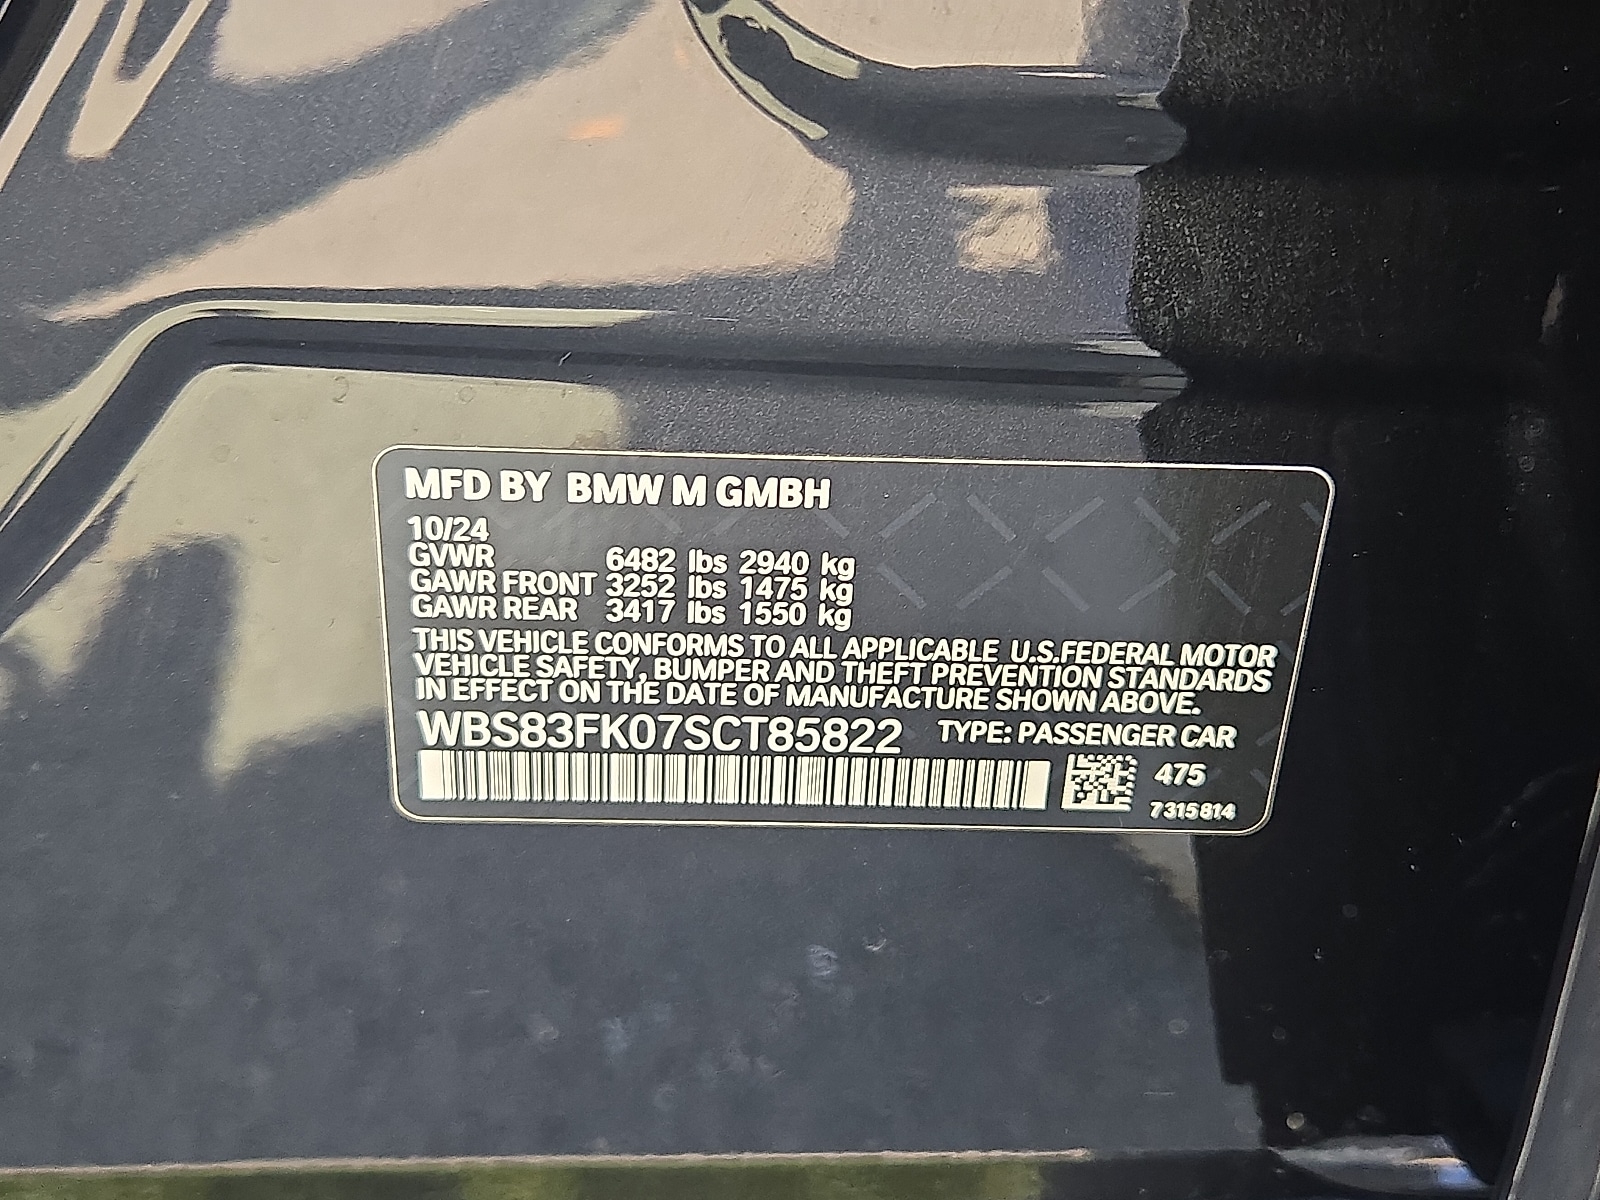 MFD BY BMW M GMBH
10/24
GVWR 6482 lbs 2940 kg
GAWR FRONT 3252 lbs 1475 kg
GAWR REAR 3417 lbs 1550 kg
THIS VEHICLE CONFORMS TO ALL APPLICABLE U.S.FEDERAL MOTOR
VEHICLE SAFETY, BUMPER AND THEFT PREVENTION STANDARDS
IN EFFECT ON THE DATE OF MANUFACTURE SHOWN ABOVE.
WBS83FK07SCT85822 TYPE: PASSENGER CAR
475
7315814